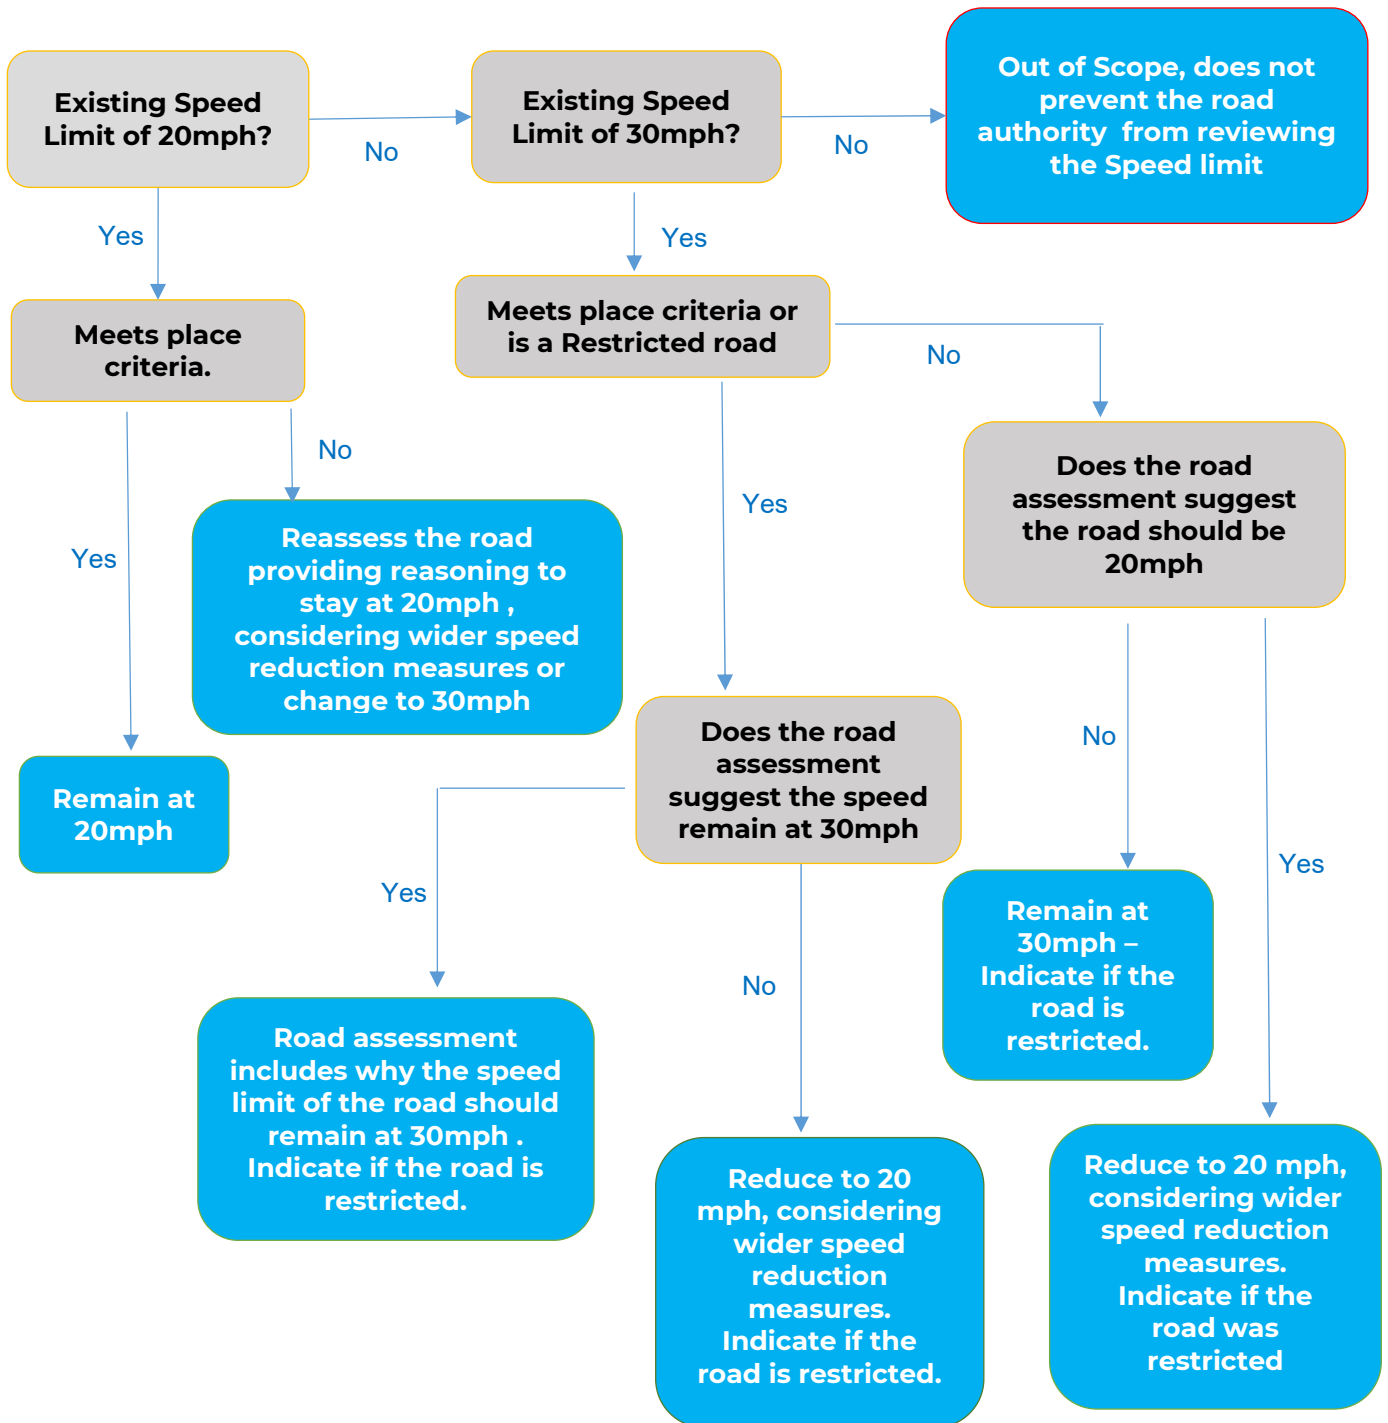 Existing Speed
Limit of 20mph?
No
Existing Speed
Limit of 30mph?
No
Out of Scope, does not
prevent the road
authority  from reviewing
the Speed limit
Yes
Yes
Meets place
criteria.
Meets place criteria or
is a Restricted road
No
No
Yes
Yes
Reassess the road
providing reasoning to
stay at 20mph ,
considering wider speed
reduction measures or
change to 30mph
Does the road
assessment suggest
the road should be
20mph
Remain at
20mph
Does the road
assessment
suggest the speed
remain at 30mph
No
Yes
Yes
No
Remain at
30mph –
Indicate if the
road is
restricted.
Road assessment
includes why the speed
limit of the road should
remain at 30mph .
Indicate if the road is
restricted.
Reduce to 20
mph, considering
wider speed
reduction
measures.
Indicate if the
road is restricted.
Reduce to 20 mph,
considering wider
speed reduction
measures.
Indicate if the
road was
restricted